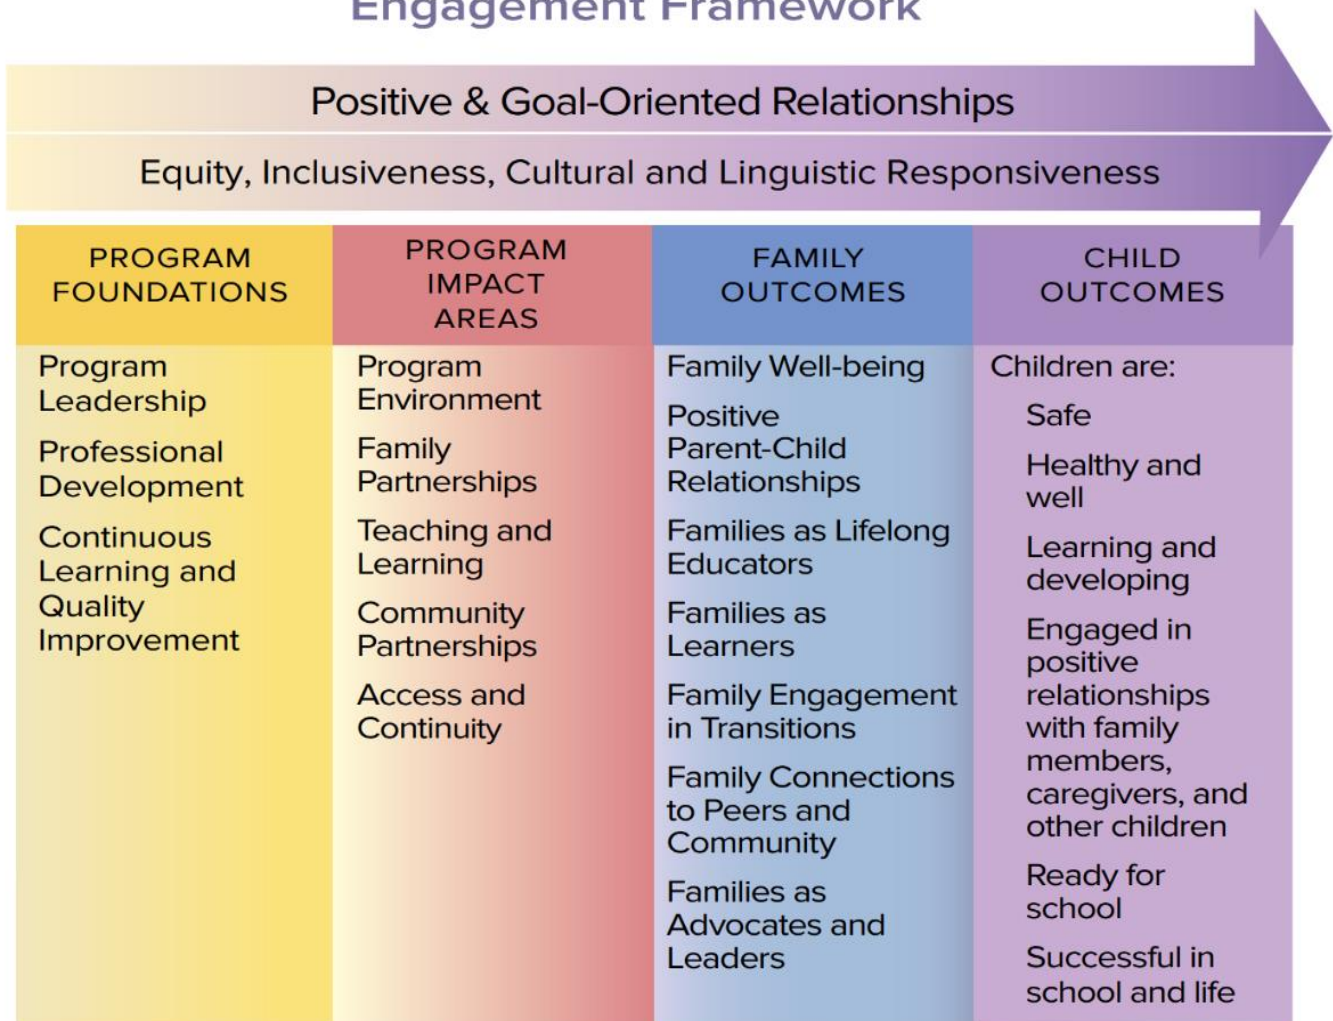 Engagement Framework
Positive & Goal-Oriented Relationships
Equity, Inclusiveness, Cultural and Linguistic Responsiveness
PROGRAM
FOUNDATIONS
Program
Leadership
Professional
Development
Continuous
Learning and
Quality
Improvement
PROGRAM
IMPACT
AREAS
Program
Environment
Family
Partnerships
Teaching and
Learning
Community
Partnerships
Access and
Continuity
FAMILY
OUTCOMES
Family Well-being
Positive
Parent-Child
Relationships
Families as Lifelong
Educators
Families as
Learners
Family Engagement
in Transitions
Family Connections
to Peers and
Community
Families as
Advocates and
Leaders
CHILD
OUTCOMES
Children are:
Safe
Healthy and
well
Learning and
developing
Engaged in
positive
relationships
with family
members,
caregivers, and
other children
Ready for
school
Successful in
school and life